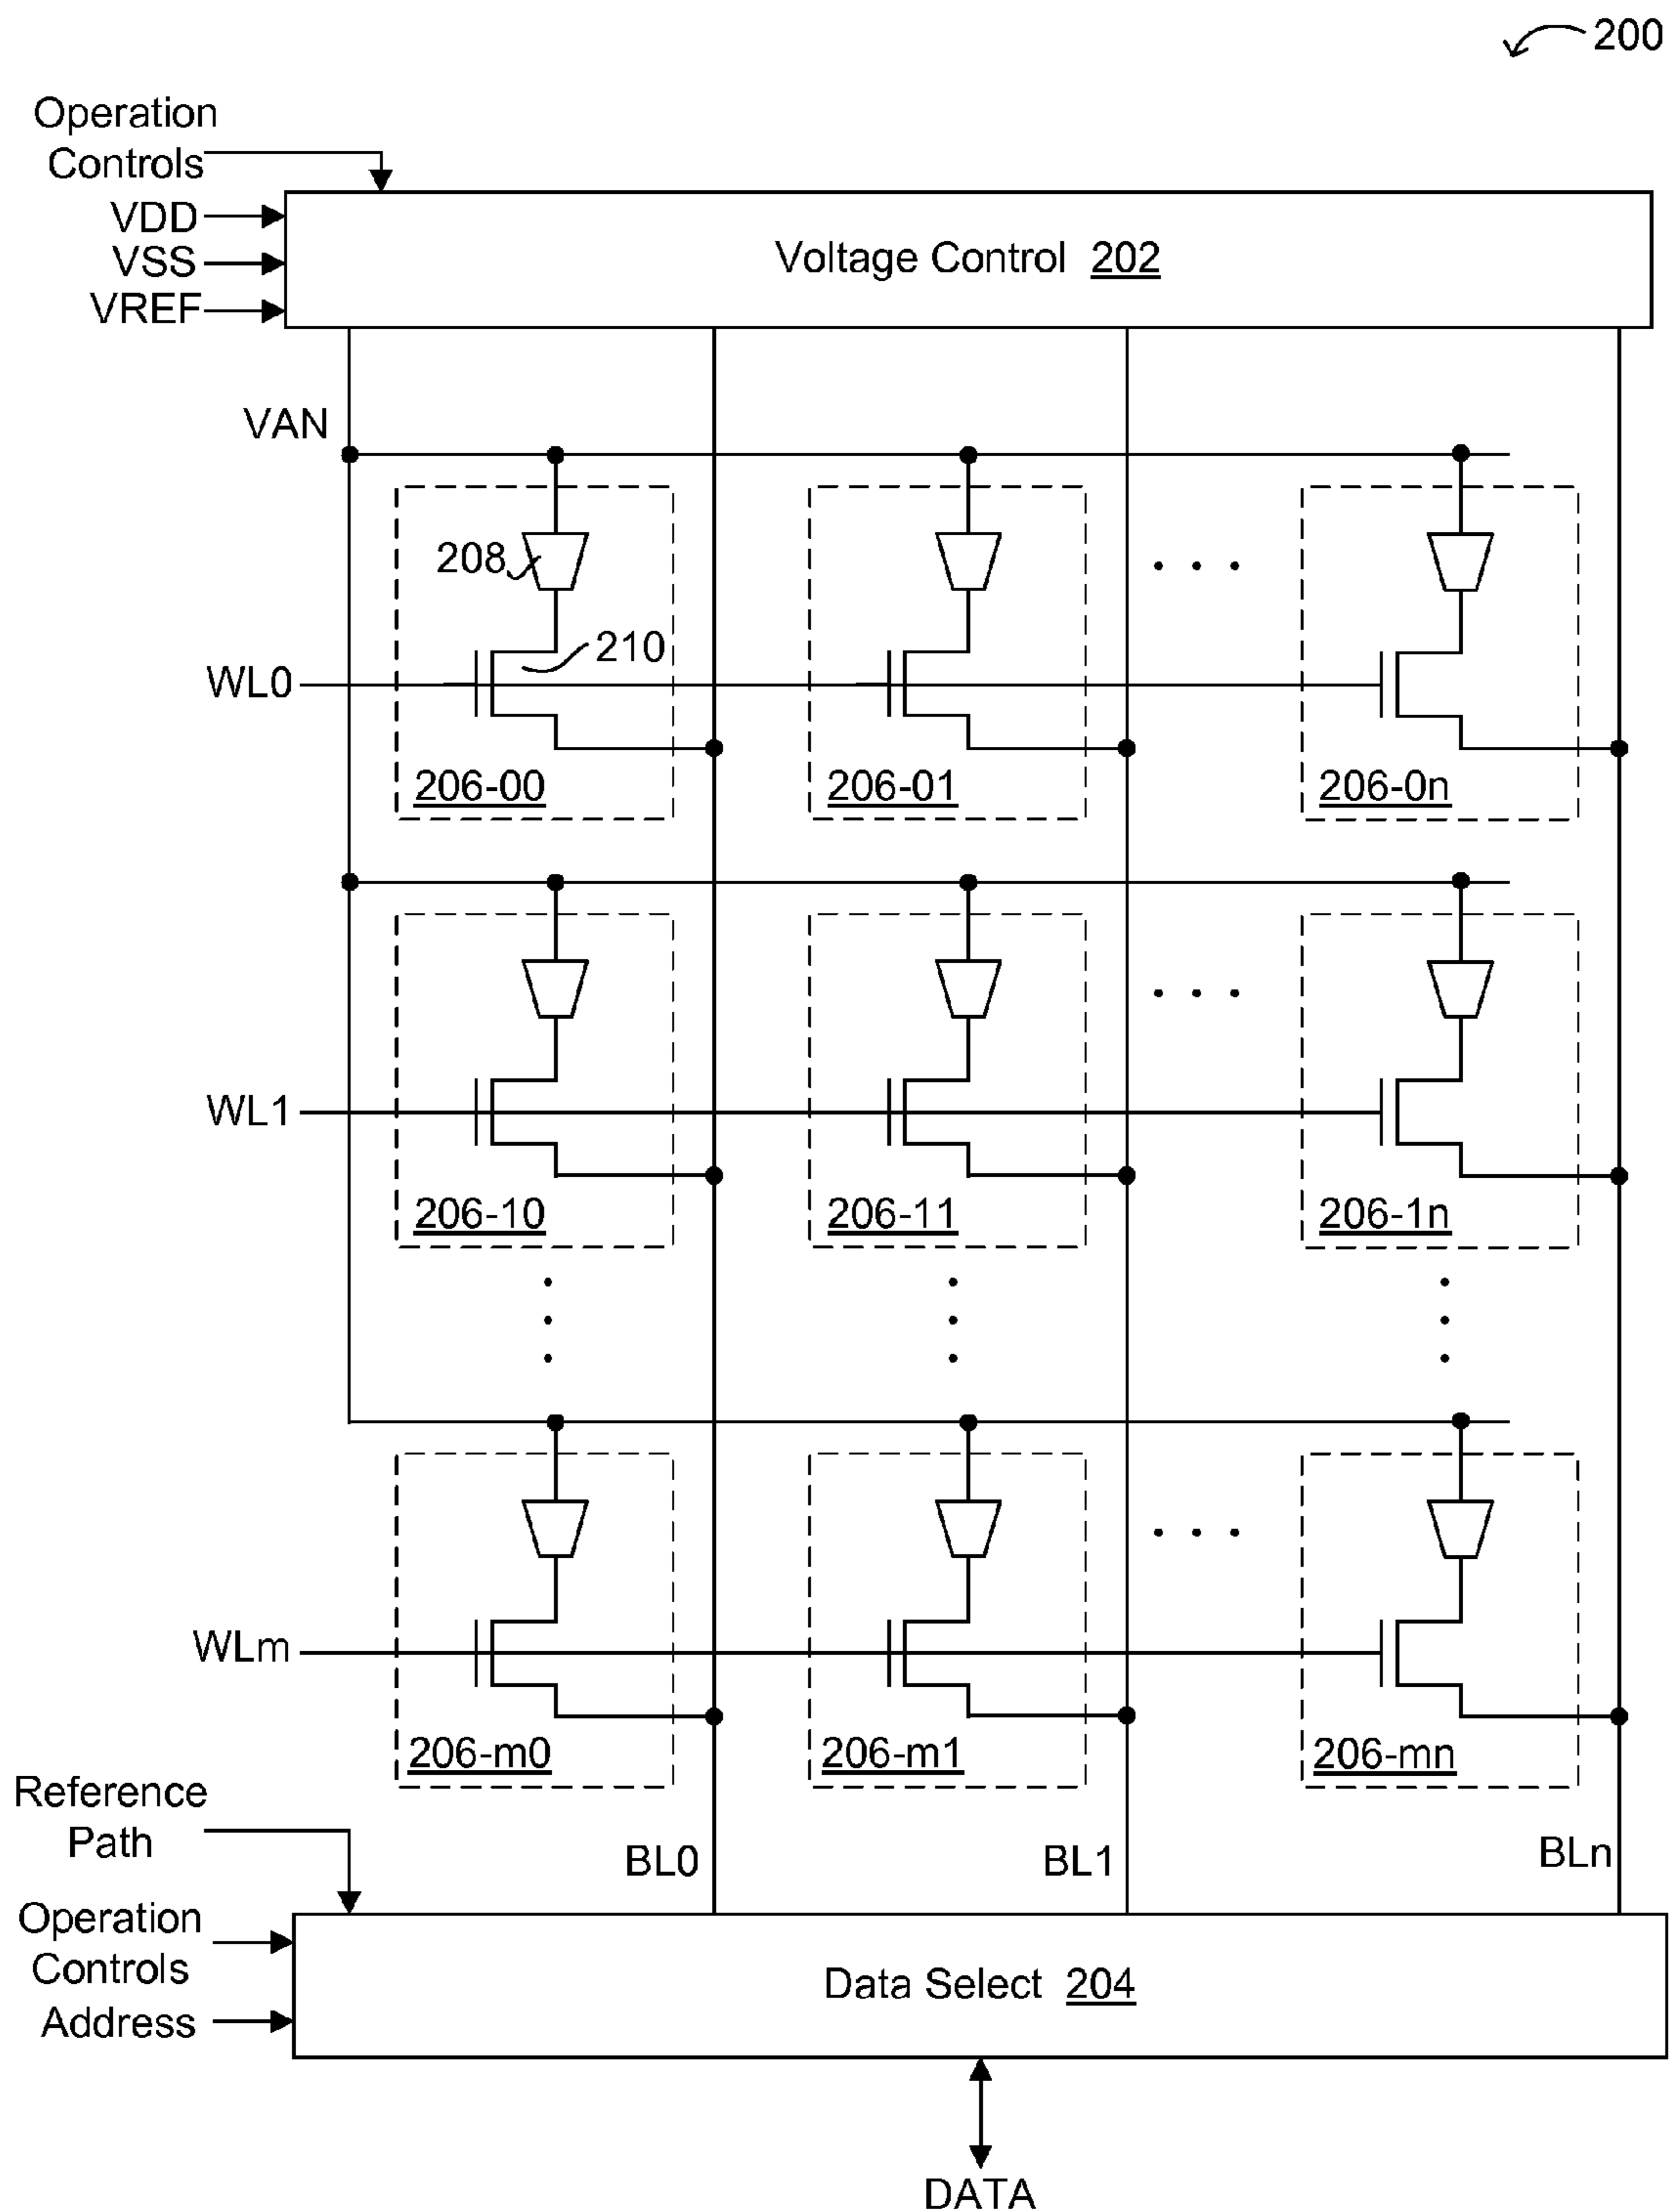 200
Operation
Controls
VDD
VSS
VREF
Voltage Control 202
VAN
208
210
WL0
206-00
206-01
206-0n
WL1
206-10
206-11
206-1n
WLm
206-m0
206-m1
206-mn
Reference
Path
BL0
BL1
BLn
Operation
Controls
Address
Data Select 204
DATA